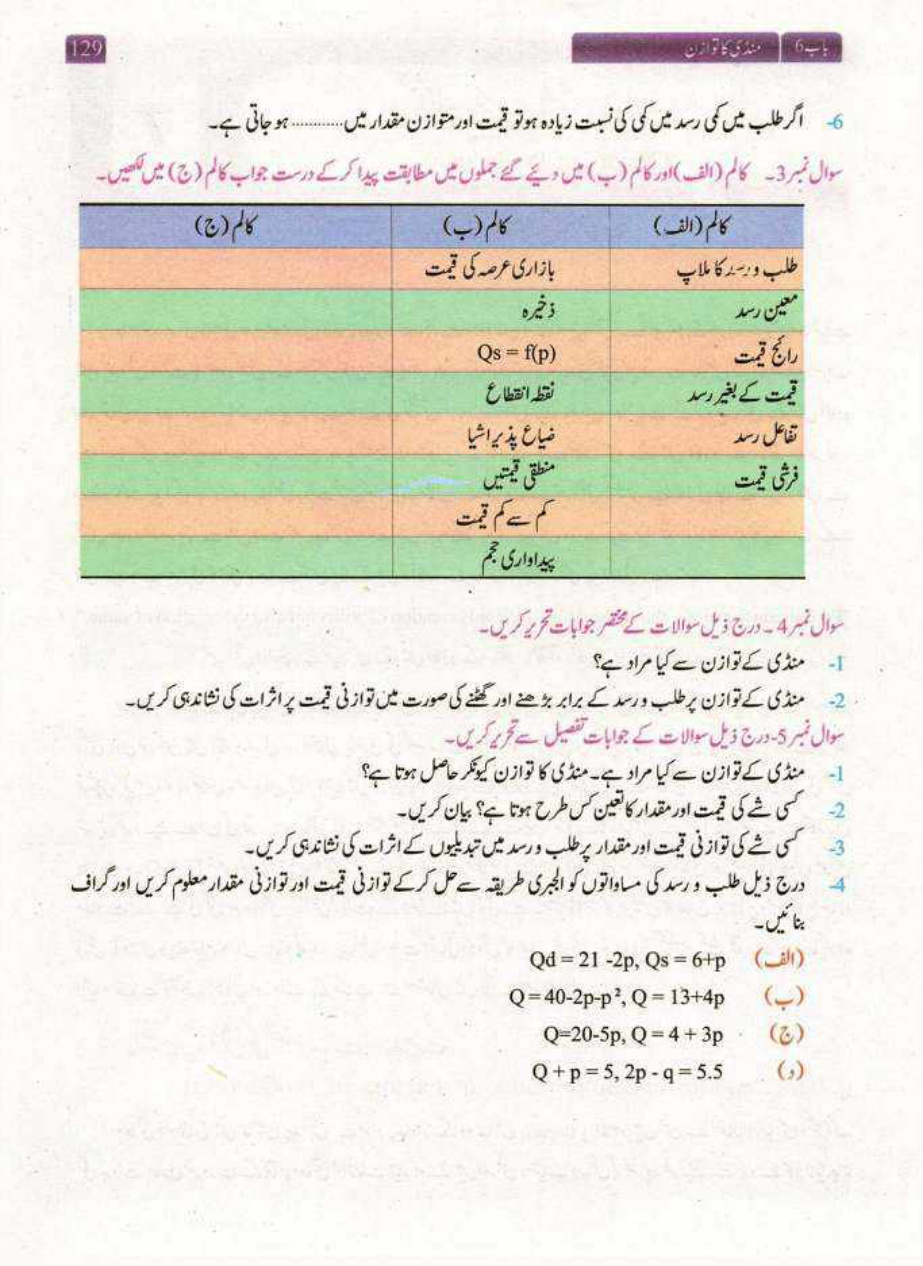 باب 6 منڈی کا توازن 129
6- اگر طلب میں کمی رسد میں کمی کی نسبت زیادہ ہو تو قیمت اور متوازن مقدار میں ............ ہو جاتی ہے۔
سوال نمبر 3۔ کالم (الف) اور کالم (ب) میں دیئے گئے جملوں میں مطابقت پیدا کر کے درست جواب کالم (ج) میں لکھیں۔
کالم (الف) کالم (ب) کالم (ج)
طلب و رسد کا ملاپ بازاری عرصہ کی قیمت
معین رسد ذخیرہ
رائج قیمت Qs = f(p)
قیمت کے بغیر رسد نقطہ انقطاع
تفاعل رسد ضیاع پذیر اشیا
فرشی قیمت منطقی قیمتیں
کم سے کم قیمت
پیداواری حجم
سوال نمبر 4۔ درج ذیل سوالات کے مختصر جوابات تحریر کریں۔
1- منڈی کے توازن سے کیا مراد ہے؟
2- منڈی کے توازن پر طلب و رسد کے برابر بڑھنے اور گھٹنے کی صورت میں توازنی قیمت پر اثرات کی نشاندہی کریں۔
سوال نمبر 5- درج ذیل سوالات کے جوابات تفصیل سے تحریر کریں۔
1- منڈی کے توازن سے کیا مراد ہے۔ منڈی کا توازن کیونکر حاصل ہوتا ہے؟
2- کسی شے کی قیمت اور مقدار کا تعین کس طرح ہوتا ہے؟ بیان کریں۔
3- کسی شے کی توازنی قیمت اور مقدار پر طلب و رسد میں تبدیلیوں کے اثرات کی نشاندہی کریں۔
4- درج ذیل طلب و رسد کی مساواتوں کو الجبری طریقہ سے حل کر کے توازنی قیمت اور توازنی مقدار معلوم کریں اور گراف
بنائیں۔
(الف) Qd = 21 -2p, Qs = 6+p
(ب) Q = 40-2p-p², Q = 13+4p
(ج) Q=20-5p, Q = 4 + 3p
(د) Q + p = 5, 2p - q = 5.5